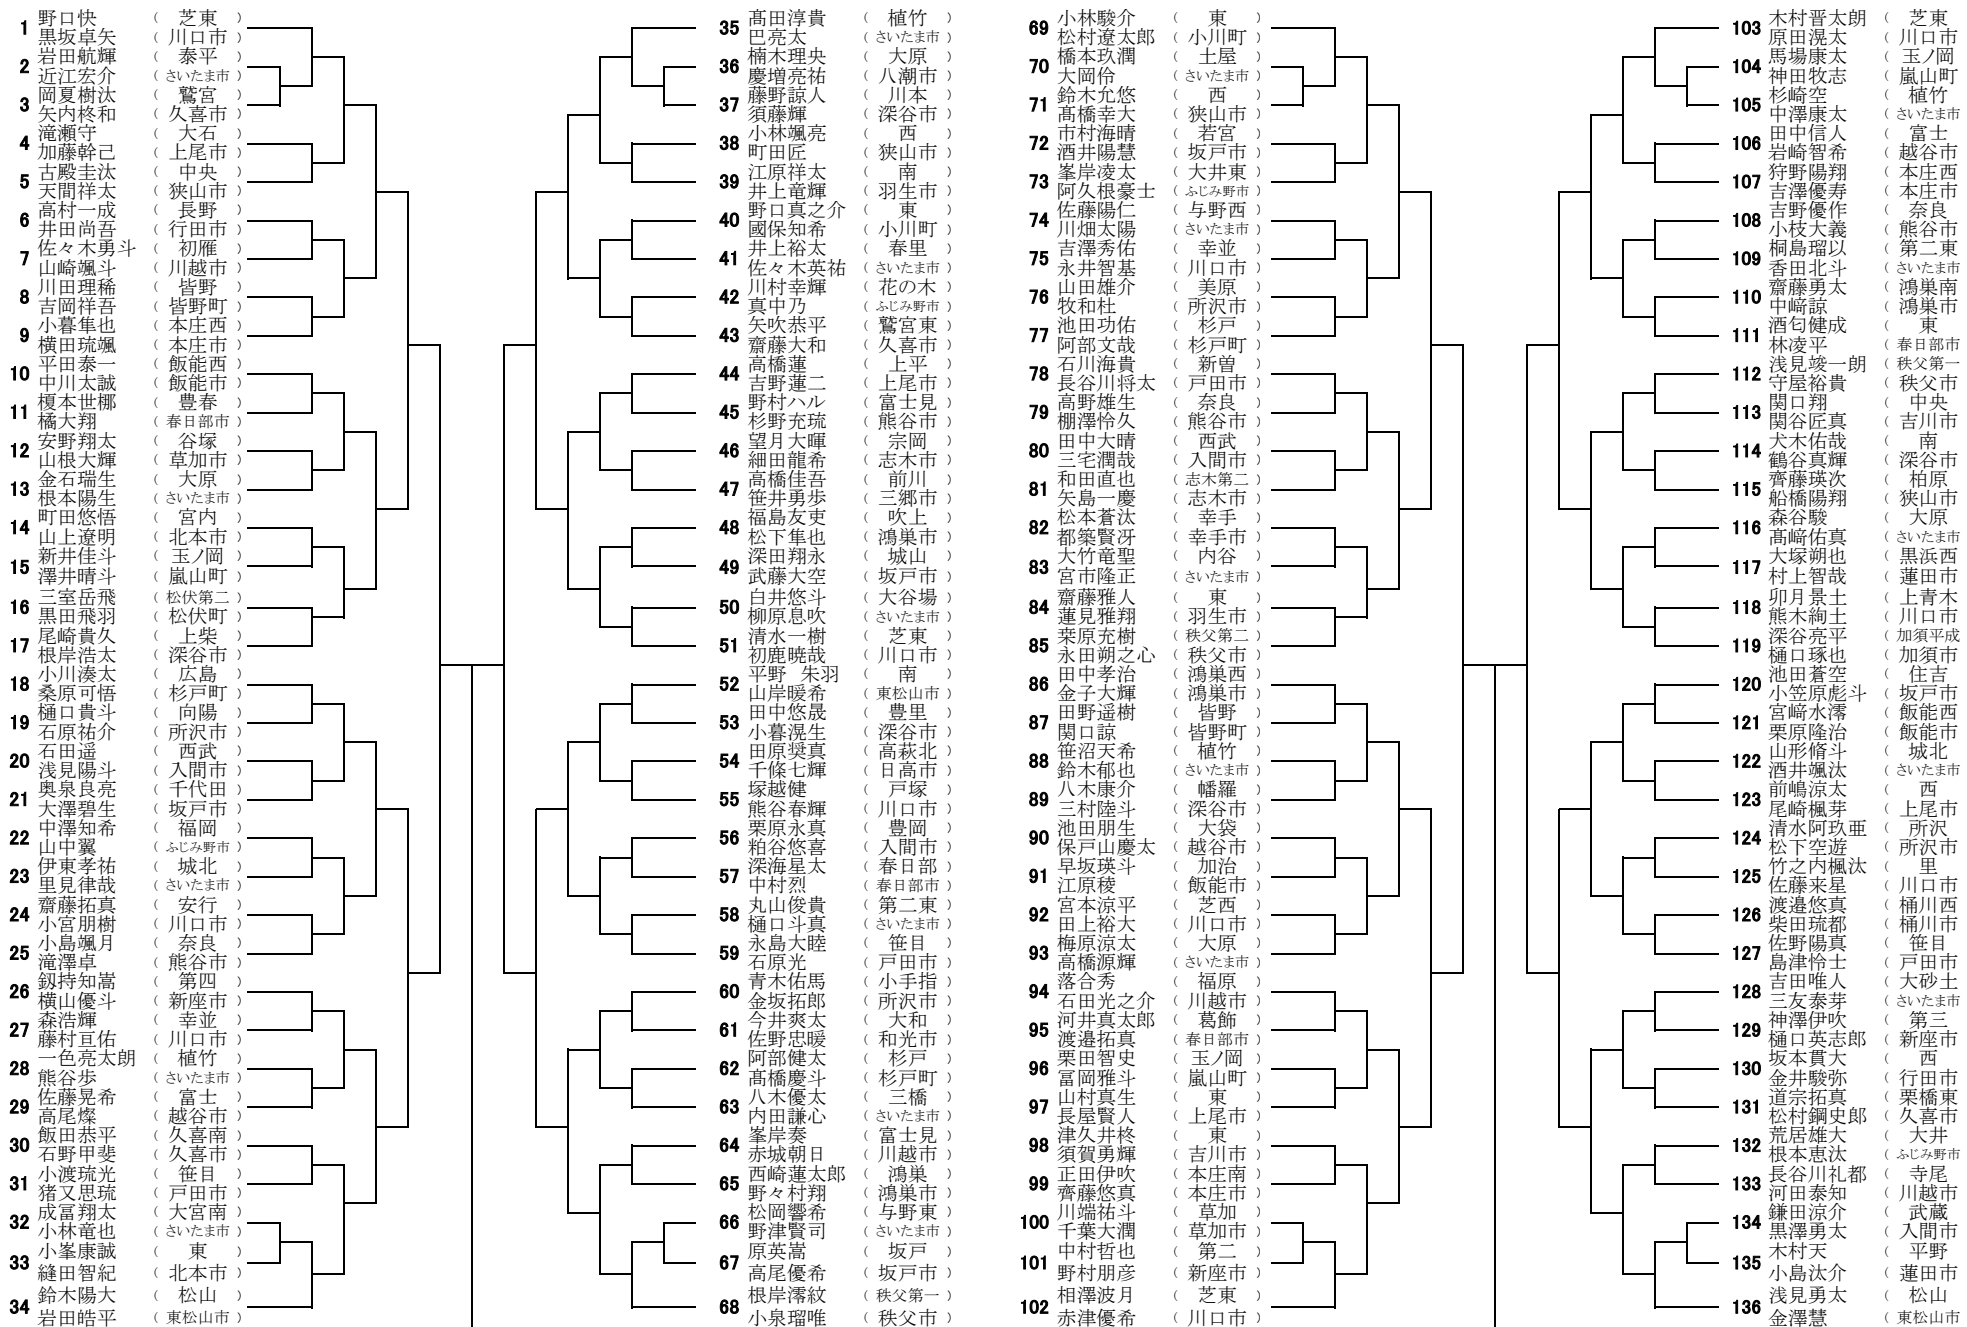 1 野口快 （ 芝東 ）
黒坂卓矢 （ 川口市 ）
2 岩田航輝 （ 泰平 ）
近江宏介 （ さいたま市 ）
3 岡夏樹汰 （ 鷲宮 ）
矢内柊和 （ 久喜市 ）
4 滝瀬守 （ 大石 ）
加藤幹己 （ 上尾市 ）
5 古殿圭汰 （ 中央 ）
天間祥太 （ 狭山市 ）
6 高村一成 （ 長野 ）
井田尚吾 （ 行田市 ）
7 佐々木勇斗 （ 初雁 ）
山崎颯斗 （ 川越市 ）
8 川田理稀 （ 皆野 ）
吉岡祥吾 （ 皆野町 ）
9 小暮隼也 （ 本庄西 ）
横田琉颯 （ 本庄市 ）
10 平田泰一 （ 飯能西 ）
中川太誠 （ 飯能市 ）
11 榎本世梛 （ 豊春 ）
橘大翔 （ 春日部市 ）
12 安野翔太 （ 谷塚 ）
山根大輝 （ 草加市 ）
13 金石瑞生 （ 大原 ）
根本陽生 （ さいたま市 ）
14 町田悠悟 （ 宮内 ）
山上遼明 （ 北本市 ）
15 新井佳斗 （ 玉ノ岡 ）
澤井晴斗 （ 嵐山町 ）
16 三室岳飛 （ 松伏第二 ）
黒田飛羽 （ 松伏町 ）
17 尾崎貴久 （ 上柴 ）
根岸浩太 （ 深谷市 ）
18 小川湊太 （ 広島 ）
桑原可悟 （ 杉戸町 ）
19 樋口貴斗 （ 向陽 ）
石原祐介 （ 所沢市 ）
20 石田遥 （ 西武 ）
浅見陽斗 （ 入間市 ）
21 奥泉良亮 （ 千代田 ）
大澤碧生 （ 坂戸市 ）
22 中澤知希 （ 福岡 ）
山中翼 （ ふじみ野市 ）
23 伊東孝祐 （ 城北 ）
里見律哉 （ さいたま市 ）
24 齋藤拓真 （ 安行 ）
小宮朋樹 （ 川口市 ）
25 小島颯月 （ 奈良 ）
滝澤卓 （ 熊谷市 ）
26 釼持知嵩 （ 第四 ）
横山優斗 （ 新座市 ）
27 森浩輝 （ 幸並 ）
藤村亘佑 （ 川口市 ）
28 一色亮太朗 （ 植竹 ）
熊谷歩 （ さいたま市 ）
29 佐藤晃希 （ 富士 ）
高尾燦 （ 越谷市 ）
30 飯田恭平 （ 久喜南 ）
石野甲斐 （ 久喜市 ）
31 小渡琉光 （ 笹目 ）
猪又思琉 （ 戸田市 ）
32 成冨翔太 （ 大宮南 ）
小林竜也 （ さいたま市 ）
33 小峯康誠 （ 東 ）
縫田智紀 （ 北本市 ）
34 鈴木陽大 （ 松山 ）
岩田皓平 （ 東松山市 ）
35 髙田淳貴 （ 植竹 ）
巴亮太 （ さいたま市 ）
36 楠木理央 （ 大原 ）
慶増亮祐 （ 八潮市 ）
37 藤野諒人 （ 川本 ）
須藤輝 （ 深谷市 ）
38 小林颯亮 （ 西 ）
町田匠 （ 狭山市 ）
39 江原祥太 （ 南 ）
井上竜輝 （ 羽生市 ）
40 野口真之介 （ 東 ）
國保知希 （ 小川町 ）
41 井上裕太 （ 春里 ）
佐々木英祐 （ さいたま市 ）
42 川村幸輝 （ 花の木 ）
真中乃 （ ふじみ野市 ）
43 矢吹恭平 （ 鷲宮東 ）
齋藤大和 （ 久喜市 ）
44 高橋蓮 （ 上平 ）
吉野蓮二 （ 上尾市 ）
45 野村ハル （ 富士見 ）
杉野充琉 （ 熊谷市 ）
46 望月大暉 （ 宗岡 ）
細田龍希 （ 志木市 ）
47 高橋佳吾 （ 前川 ）
笹井勇歩 （ 三郷市 ）
48 福島友吏 （ 吹上 ）
松下隼也 （ 鴻巣市 ）
49 深田翔永 （ 城山 ）
武藤大空 （ 坂戸市 ）
50 白井悠斗 （ 大谷場 ）
柳原息吹 （ さいたま市 ）
51 清水一樹 （ 芝東 ）
初鹿暁哉 （ 川口市 ）
52 平野 朱羽 （ 南 ）
山岸暖希 （ 東松山市 ）
53 田中悠晟 （ 豊里 ）
小暮滉生 （ 深谷市 ）
54 田原奨真 （ 高萩北 ）
千條七輝 （ 日高市 ）
55 塚越健 （ 戸塚 ）
熊谷春輝 （ 川口市 ）
56 栗原永真 （ 豊岡 ）
粕谷悠喜 （ 入間市 ）
57 深海星太 （ 春日部 ）
中村烈 （ 春日部市 ）
58 丸山俊貴 （ 第二東 ）
樋口斗真 （ さいたま市 ）
59 永島大睦 （ 笹目 ）
石原光 （ 戸田市 ）
60 青木佑馬 （ 小手指 ）
金坂拓郎 （ 所沢市 ）
61 今井爽太 （ 大和 ）
佐野忠暖 （ 和光市 ）
62 阿部健太 （ 杉戸 ）
髙橋慶斗 （ 杉戸町 ）
63 八木優太 （ 三橋 ）
内田謙心 （ さいたま市 ）
64 峯岸奏 （ 富士見 ）
赤城朝日 （ 川越市 ）
65 西崎蓮太郎 （ 鴻巣 ）
野々村翔 （ 鴻巣市 ）
66 松岡響希 （ 与野東 ）
野津賢司 （ さいたま市 ）
67 原英嵩 （ 坂戸 ）
高尾優希 （ 坂戸市 ）
68 根岸澪紋 （ 秩父第一 ）
小泉瑠唯 （ 秩父市 ）
69 小林駿介 （ 東 ）
松村遼太郎 （ 小川町 ）
70 橋本玖潤 （ 土屋 ）
大岡伶 （ さいたま市 ）
71 鈴木允悠 （ 西 ）
髙橋幸大 （ 狭山市 ）
72 市村海晴 （ 若宮 ）
酒井陽慧 （ 坂戸市 ）
73 峯岸凌太 （ 大井東 ）
阿久根豪士 （ ふじみ野市 ）
74 佐藤陽仁 （ 与野西 ）
川畑太陽 （ さいたま市 ）
75 吉澤秀佑 （ 幸並 ）
永井智基 （ 川口市 ）
76 山田雄介 （ 美原 ）
牧和杜 （ 所沢市 ）
77 池田功佑 （ 杉戸 ）
阿部文哉 （ 杉戸町 ）
78 石川海貴 （ 新曽 ）
長谷川将太 （ 戸田市 ）
79 高野雄生 （ 奈良 ）
棚澤怜久 （ 熊谷市 ）
80 田中大晴 （ 西武 ）
三宅潤哉 （ 入間市 ）
81 和田直也 （ 志木第二 ）
矢島一慶 （ 志木市 ）
82 松本蒼汰 （ 幸手 ）
都築賢冴 （ 幸手市 ）
83 大竹竜聖 （ 内谷 ）
宮市隆正 （ さいたま市 ）
84 齋藤雅人 （ 東 ）
蓮見雅翔 （ 羽生市 ）
85 栞原充樹 （ 秩父第二 ）
永田朔之心 （ 秩父市 ）
86 田中孝治 （ 鴻巣西 ）
金子大輝 （ 鴻巣市 ）
87 田野遥樹 （ 皆野 ）
関口諒 （ 皆野町 ）
88 笹沼天希 （ 植竹 ）
鈴木郁也 （ さいたま市 ）
89 八木康介 （ 幡羅 ）
三村陸斗 （ 深谷市 ）
90 池田朋生 （ 大袋 ）
保戸山慶太 （ 越谷市 ）
91 早坂瑛斗 （ 加治 ）
江原稜 （ 飯能市 ）
92 宮本涼平 （ 芝西 ）
田上裕大 （ 川口市 ）
93 梅原涼太 （ 大原 ）
高橋源輝 （ さいたま市 ）
94 落合秀 （ 福原 ）
石田光之介 （ 川越市 ）
95 河井真太郎 （ 葛飾 ）
渡邉拓真 （ 春日部市 ）
96 栗田智史 （ 玉ノ岡 ）
冨岡雅斗 （ 嵐山町 ）
97 山村真生 （ 東 ）
長屋賢人 （ 上尾市 ）
98 津久井柊 （ 東 ）
須賀勇輝 （ 吉川市 ）
99 正田伊吹 （ 本庄南 ）
齊藤悠真 （ 本庄市 ）
100 川端祐斗 （ 草加 ）
千葉大潤 （ 草加市 ）
101 中村哲也 （ 第二 ）
野村朋彦 （ 新座市 ）
102 相澤波月 （ 芝東 ）
赤津優希 （ 川口市 ）
103 木村晋太朗 （ 芝東
原田滉太 （ 川口市
104 馬場康太 （ 玉ノ岡
神田牧志 （ 嵐山町
105 杉崎空 （ 植竹
中澤康太 （ さいたま市
106 田中信人 （ 富士
岩崎智希 （ 越谷市
107 狩野陽翔 （ 本庄西
吉澤優寿 （ 本庄市
108 吉野優作 （ 奈良
小枝大義 （ 熊谷市
109 桐島瑠以 （ 第二東
香田北斗 （ さいたま市
110 齋藤勇太 （ 鴻巣南
中﨑諒 （ 鴻巣市
111 酒匂健成 （ 東
林凌平 （ 春日部市
112 浅見竣一朗 （ 秩父第一
守屋裕貴 （ 秩父市
113 関口翔 （ 中央
関谷匠真 （ 吉川市
114 犬木佑哉 （ 南
鶴谷真輝 （ 深谷市
115 齊藤瑛次 （ 柏原
船橋陽翔 （ 狭山市
116 森谷駿 （ 大原
髙﨑佑真 （ さいたま市
117 大塚朔也 （ 黒浜西
村上智哉 （ 蓮田市
118 卯月景土 （ 上青木
熊木絢土 （ 川口市
119 深谷亮平 （ 加須平成
樋口琢也 （ 加須市
120 池田蒼空 （ 住吉
小笠原彪斗 （ 坂戸市
121 宮﨑水澪 （ 飯能西
栗原隆治 （ 飯能市
122 山形脩斗 （ 城北
酒井颯汰 （ さいたま市
123 前嶋涼太 （ 西
尾崎楓芽 （ 上尾市
124 清水阿玖亜 （ 所沢
松下空遊 （ 所沢市
125 竹之内楓汰 （ 里
佐藤来星 （ 川口市
126 渡邉悠真 （ 桶川西
柴田琉都 （ 桶川市
127 佐野陽真 （ 笹目
島津怜士 （ 戸田市
128 吉田唯人 （ 大砂土
三友泰芽 （ さいたま市
129 神澤伊吹 （ 第三
樋口英志郎 （ 新座市
130 坂本貫大 （ 西
金井駿弥 （ 行田市
131 道宗拓真 （ 栗橋東
松村鋼史郎 （ 久喜市
132 荒居雄大 （ 大井
根本恵汰 （ ふじみ野市
133 長谷川礼都 （ 寺尾
河田泰知 （ 川越市
134 鎌田涼介 （ 武蔵
黒澤勇太 （ 入間市
135 木村天 （ 平野
小島汰介 （ 蓮田市
136 浅見勇太 （ 松山
金澤慧 （ 東松山市